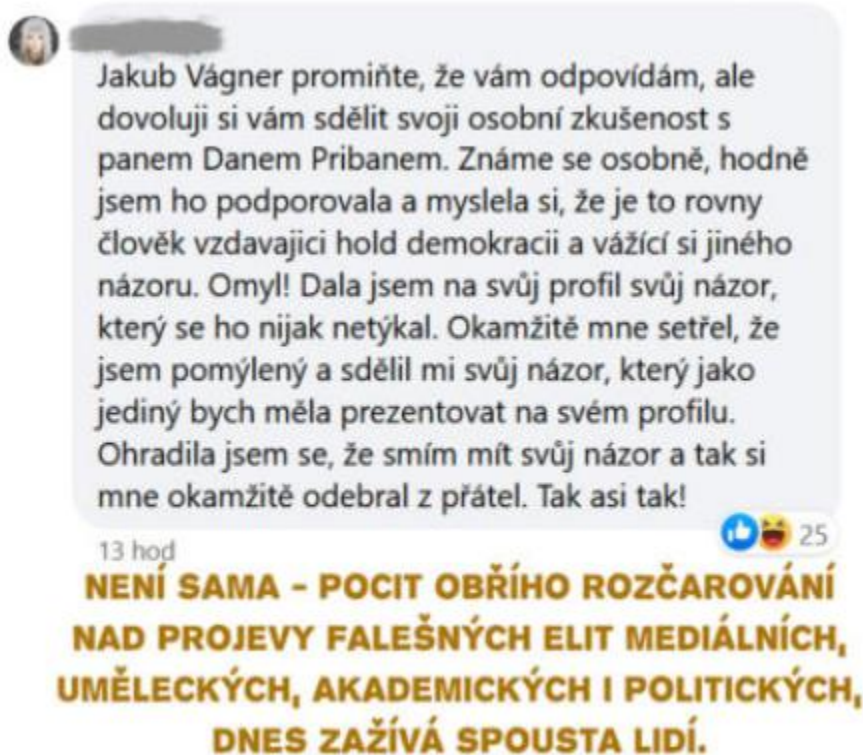 Jakub Vágner promiňte, že vám odpovídám, ale
dovoluji si vám sdělit svoji osobní zkušenost s
panem Danem Pribanem. Známe se osobně, hodně
jsem ho podporovala a myslela si, že je to rovny
člověk vzdavajici hold demokracii a vážící si jiného
názoru. Omyl! Dala jsem na svůj profil svůj názor,
který se ho nijak netýkal. Okamžitě mne setřel, že
jsem pomýlený a sdělil mi svůj názor, který jako
jediný bych měla prezentovat na svém profilu.
Ohradila jsem se, že smím mít svůj názor a tak si
mne okamžitě odebral z přátel. Tak asi tak!
25
13 hod
NENÍ SAMA - POCIT OBŘÍHO ROZČAROVÁNÍ
NAD PROJEVY FALEŠNÝCH ELIT MEDIÁLNÍCH,
UMĚLECKÝCH, AKADEMICKÝCH I POLITICKÝCH,
DNES ZAŽÍVÁ SPOUSTA LIDÍ.